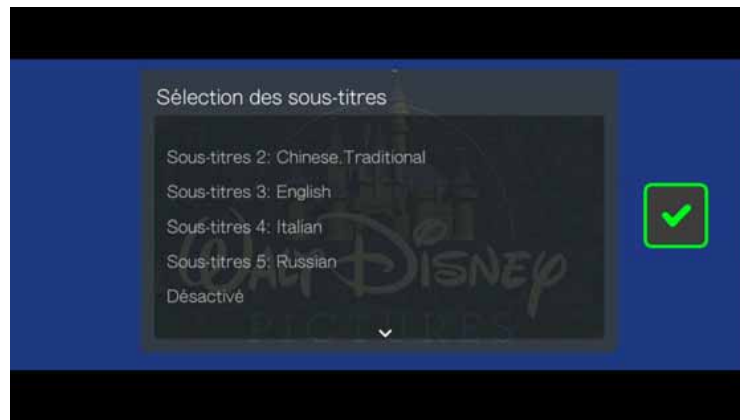 Sélection des sous-titres
Sous-titres 2: Chinese.Traditional
Sous-titres 3: English
Sous-titres 4: Italian
Sous-titres 5: Russian
WALT DISNEY
Désactivé
PICTURES